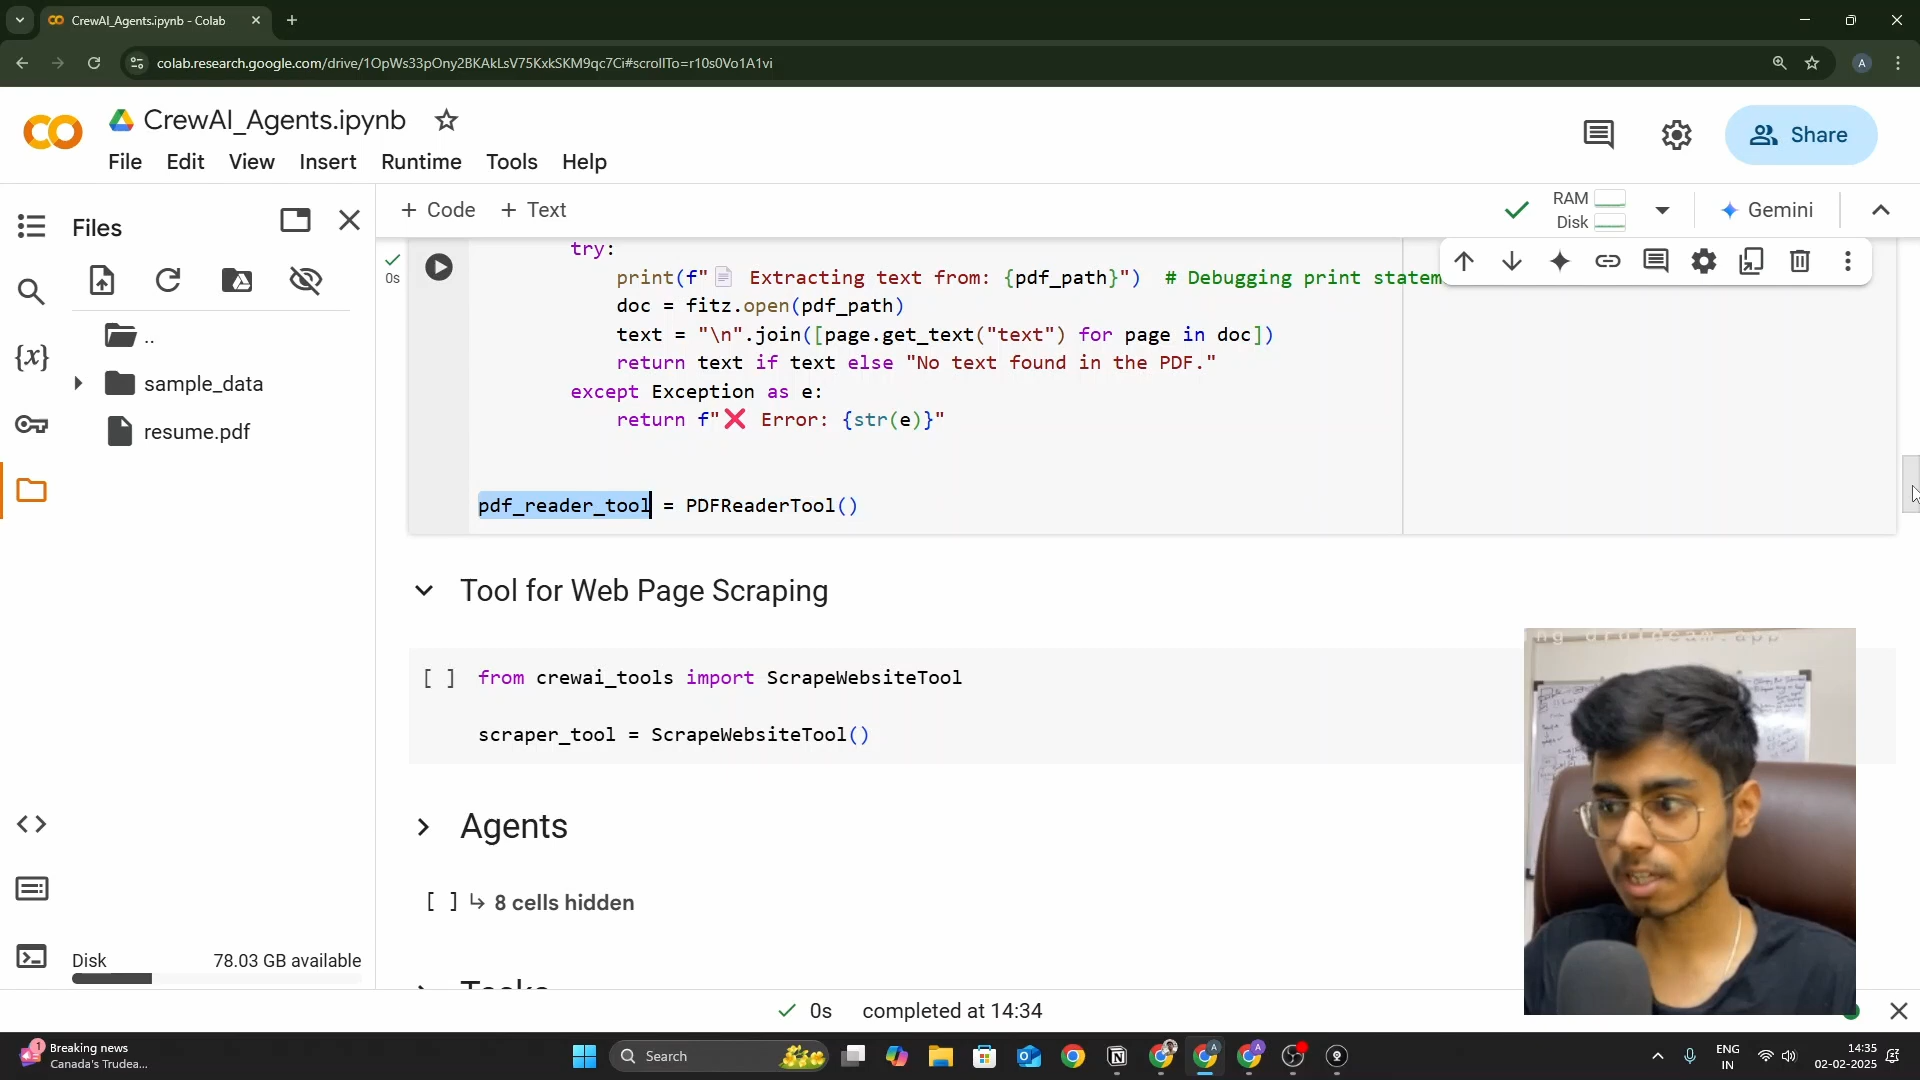 CrewAI_Agents.ipynb - Colab
colab.research.google.com/drive/1OpWs33pOny2BKAkLsV75KxkSKM9qc7Ci#scrollTo=r10s0Vo1A1vi
A
CrewAI_Agents.ipynb
File Edit View Insert Runtime Tools Help
Share
Files
+ Code + Text
RAM
Disk
Gemini
..
sample_data
resume.pdf
{x}
0s
try:
print(f"📄 Extracting text from: {pdf_path}") # Debugging print statem
doc = fitz.open(pdf_path)
text = "\n".join([page.get_text("text") for page in doc])
return text if text else "No text found in the PDF."
except Exception as e:
return f"❌ Error: {str(e)}"
pdf_reader_tool = PDFReaderTool()
Tool for Web Page Scraping
[ ] from crewai_tools import ScrapeWebsiteTool
scraper_tool = ScrapeWebsiteTool()
Agents
[ ] ↳ 8 cells hidden
Tasks
Disk 78.03 GB available
0s completed at 14:34
1
Breaking news
Canada's Trudea...
Search
ENG
IN
14:35
02-02-2025